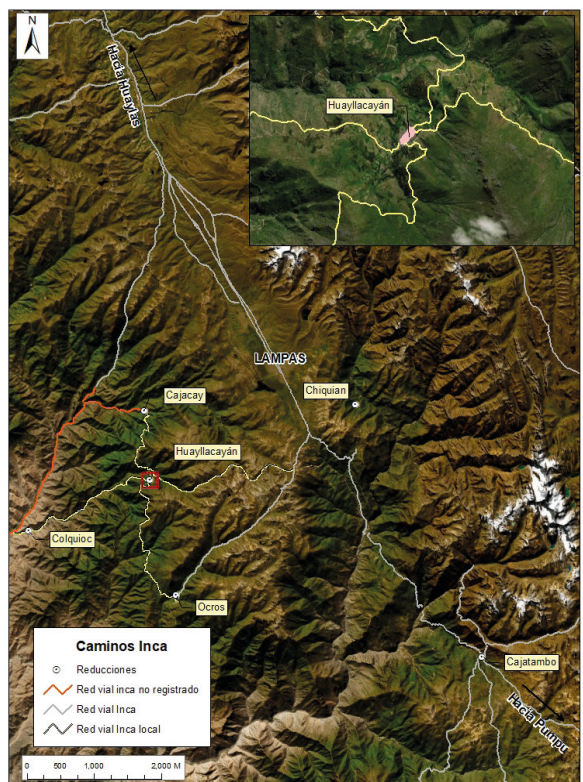 N
Hacia Huaylas
Huayllacayán
LAMPAS
Chiquian
Cajacay
Huayllacayán
Colquioc
Ocros
Cajatambo
Hacia Pumpu
Caminos Inca
Reducciones
Red vial inca no registrado
Red vial Inca
Red vial Inca local
0 500 1,000 2,000 M